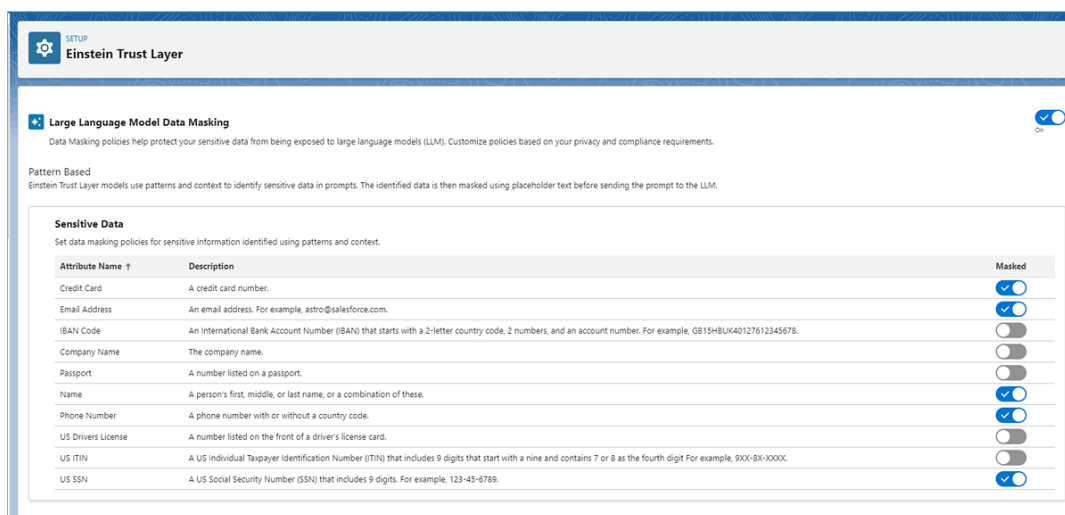 SETUP
Einstein Trust Layer
Large Language Model Data Masking
On
Data Masking policies help protect your sensitive data from being exposed to large language models (LLM). Customize policies based on your privacy and compliance requirements.
Pattern Based
Einstein Trust Layer models use patterns and context to identify sensitive data in prompts. The identified data is then masked using placeholder text before sending the prompt to the LLM.
Sensitive Data
Set data masking policies for sensitive information identified using patterns and context.
Attribute Name ↑ Description Masked
Credit Card A credit card number.
Email Address An email address. For example, astro@salesforce.com.
IBAN Code An International Bank Account Number (IBAN) that starts with a 2-letter country code, 2 numbers, and an account number. For example, GB15HBUK40127612345678.
Company Name The company name.
Passport A number listed on a passport.
Name A person's first, middle, or last name, or a combination of these.
Phone Number A phone number with or without a country code.
US Drivers License A number listed on the front of a driver's license card.
US ITIN A US Individual Taxpayer Identification Number (ITIN) that includes 9 digits that start with a nine and contains 7 or 8 as the fourth digit For example, 9XX-8X-XXXX.
US SSN A US Social Security Number (SSN) that includes 9 digits. For example, 123-45-6789.